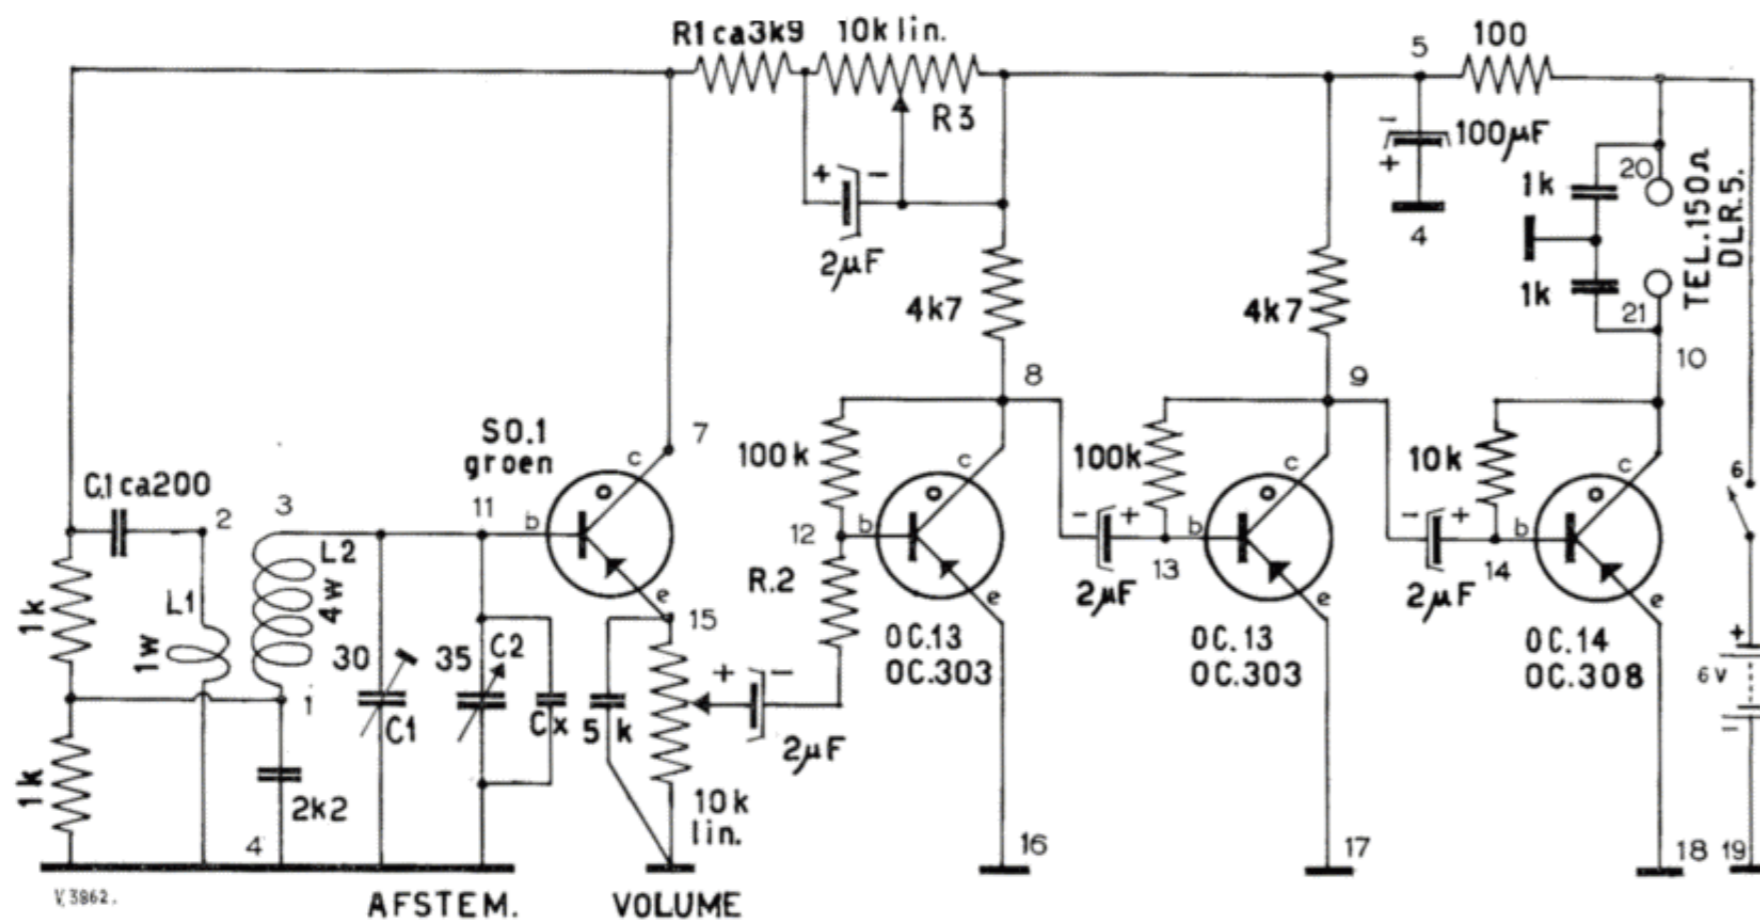 R1 ca3k9
10k lin.
5
100
R3
-
100µF
+
4
+
-
2µF
1k
20
TEL.150Ω
DLR.5.
1k
21
4k7
4k7
10
8
9
7
SO.1
groen
c
b
e
C.1 ca200
2
3
11
L2
4w
L1
1w
1k
1k
1
30
C1
35
C2
Cx
5k
2k2
4
15
10k
lin.
+
-
2µF
100k
12
R.2
c
b
e
OC.13
OC.303
-
+
2µF
100k
13
c
b
e
OC.13
OC.303
-
+
2µF
10k
14
c
b
e
OC.14
OC.308
6
+
6V
-
16
17
18
19
V.3862.
AFSTEM.
VOLUME